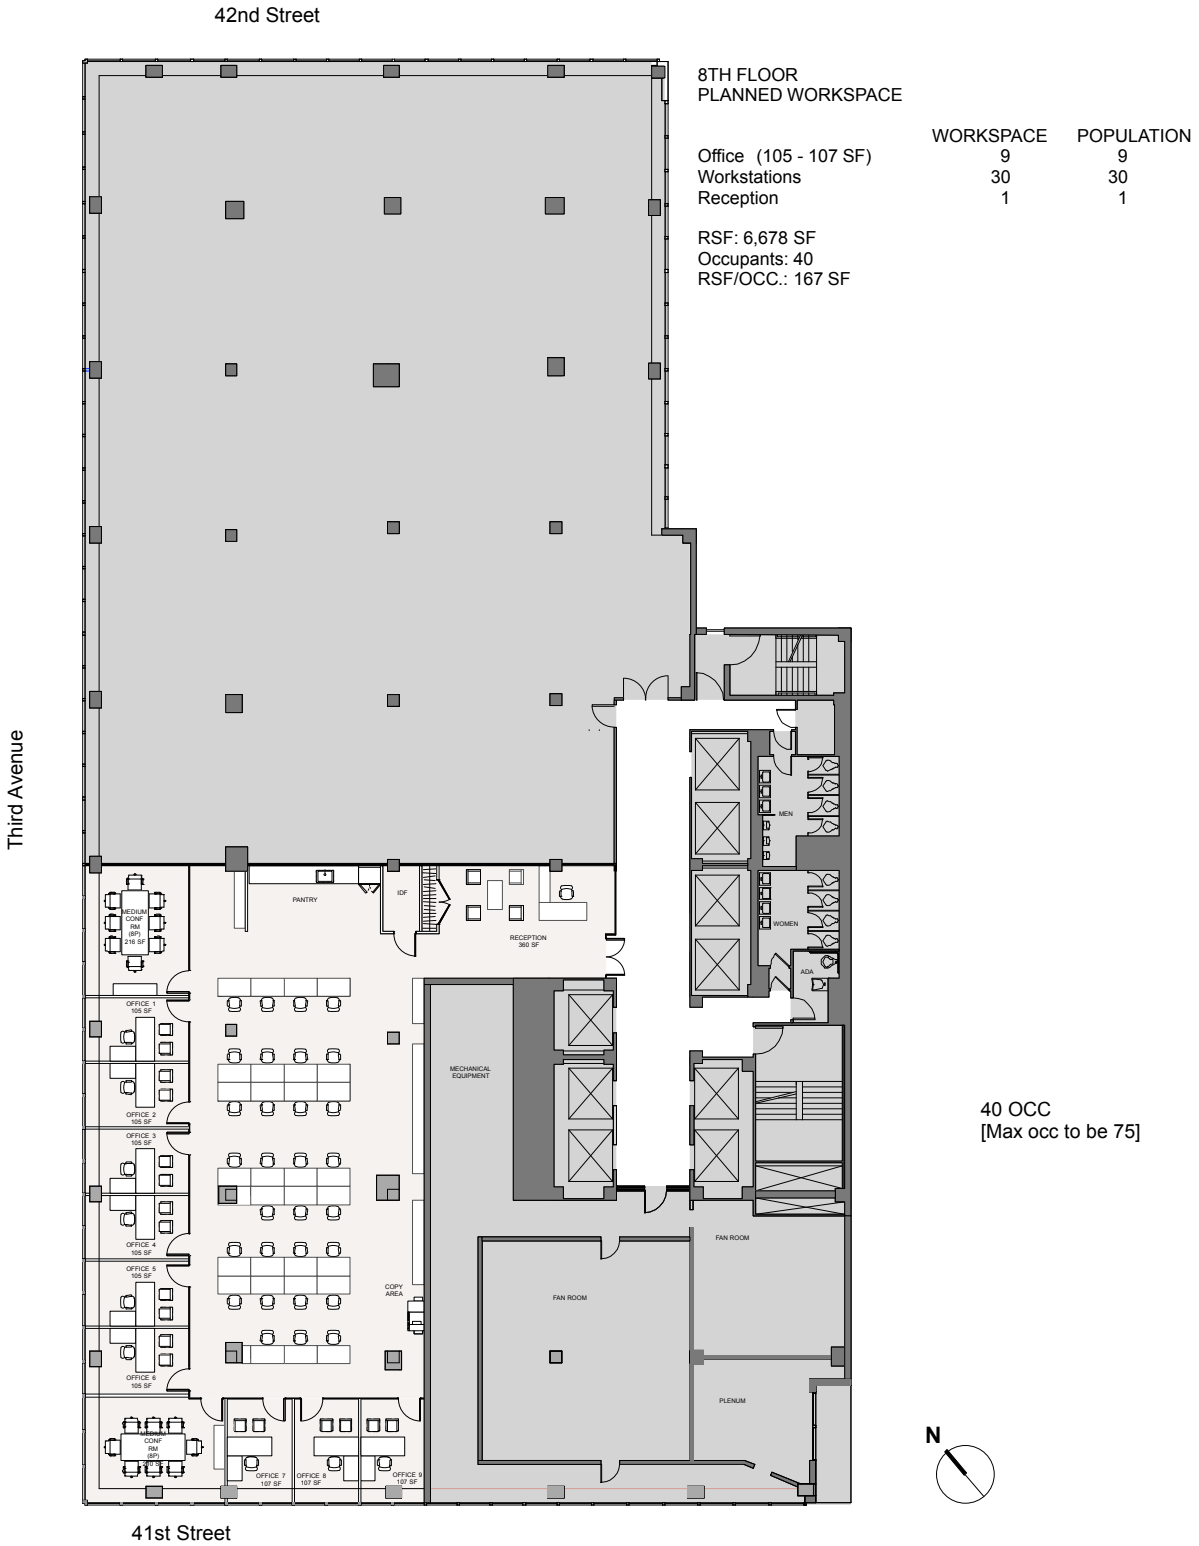 42nd Street
8TH FLOOR
PLANNED WORKSPACE
WORKSPACE POPULATION
Office (105 - 107 SF) 9 9
Workstations 30 30
Reception 1 1
RSF: 6,678 SF
Occupants: 40
RSF/OCC.: 167 SF
Third Avenue
MEN
WOMEN
ADA
PANTRY
IDF
RECEPTION
360 SF
MEDIUM
CONF
RM
(8P)
216 SF
OFFICE 1
105 SF
OFFICE 2
105 SF
OFFICE 3
105 SF
OFFICE 4
105 SF
OFFICE 5
105 SF
OFFICE 6
105 SF
MECHANICAL
EQUIPMENT
40 OCC
[Max occ to be 75]
FAN ROOM
COPY
AREA
FAN ROOM
PLENUM
MEDIUM
CONF
RM
(8P)
OFFICE 7
107 SF
OFFICE 8
107 SF
OFFICE 9
107 SF
N
41st Street